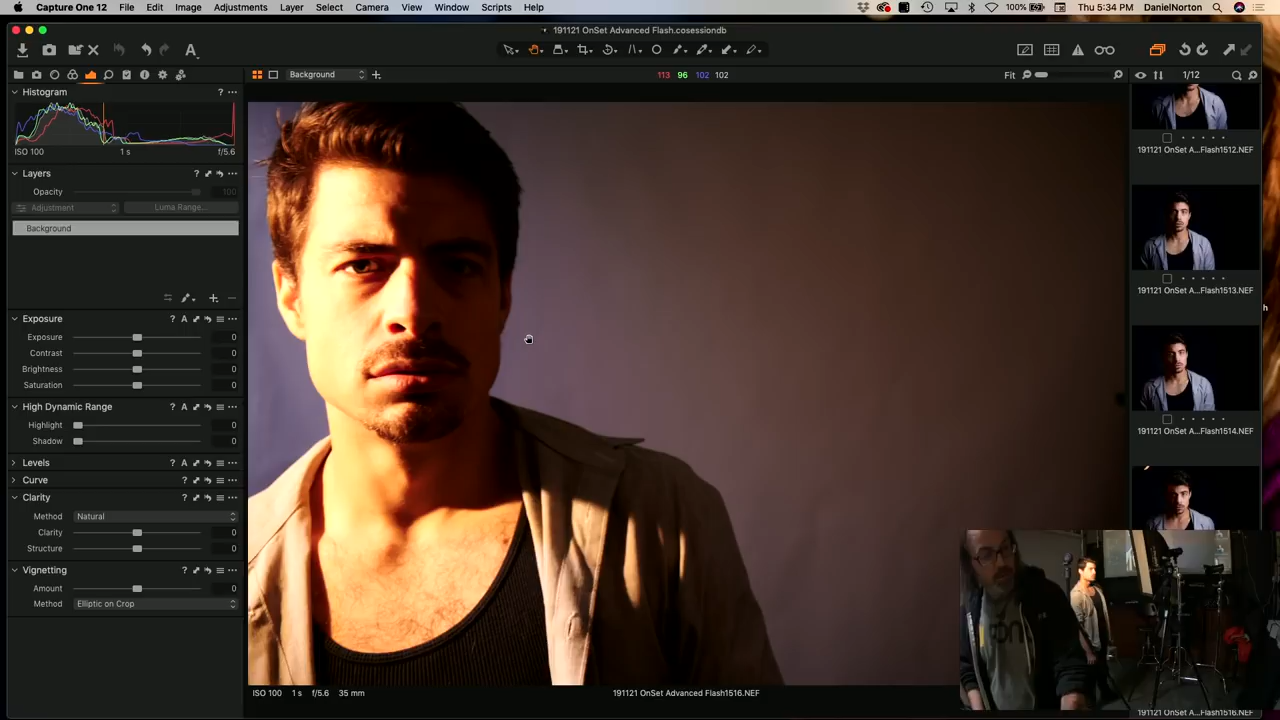 Capture One 12 File Edit Image Adjustments Layer Select Camera View Window Scripts Help 100% Thu 5:34 PM DanielNorton
191121 OnSet Advanced Flash.cosessiondb
Background 113 96 102 102 Fit 1/12
Histogram
ISO 100 1 s f/5.6
Layers
Opacity 100
Adjustment Luma Range...
Background
Exposure
Exposure 0
Contrast 0
Brightness 0
Saturation 0
High Dynamic Range
Highlight 0
Shadow 0
Levels
Curve
Clarity
Method Natural
Clarity 0
Structure 0
Vignetting
Amount 0
Method Elliptic on Crop
ISO 100 1 s f/5.6 35 mm 191121 OnSet Advanced Flash1516.NEF
191121 OnSet A...Flash1512.NEF
191121 OnSet A...Flash1513.NEF
191121 OnSet A...Flash1514.NEF
191121 OnSet A...Flash1516.NEF